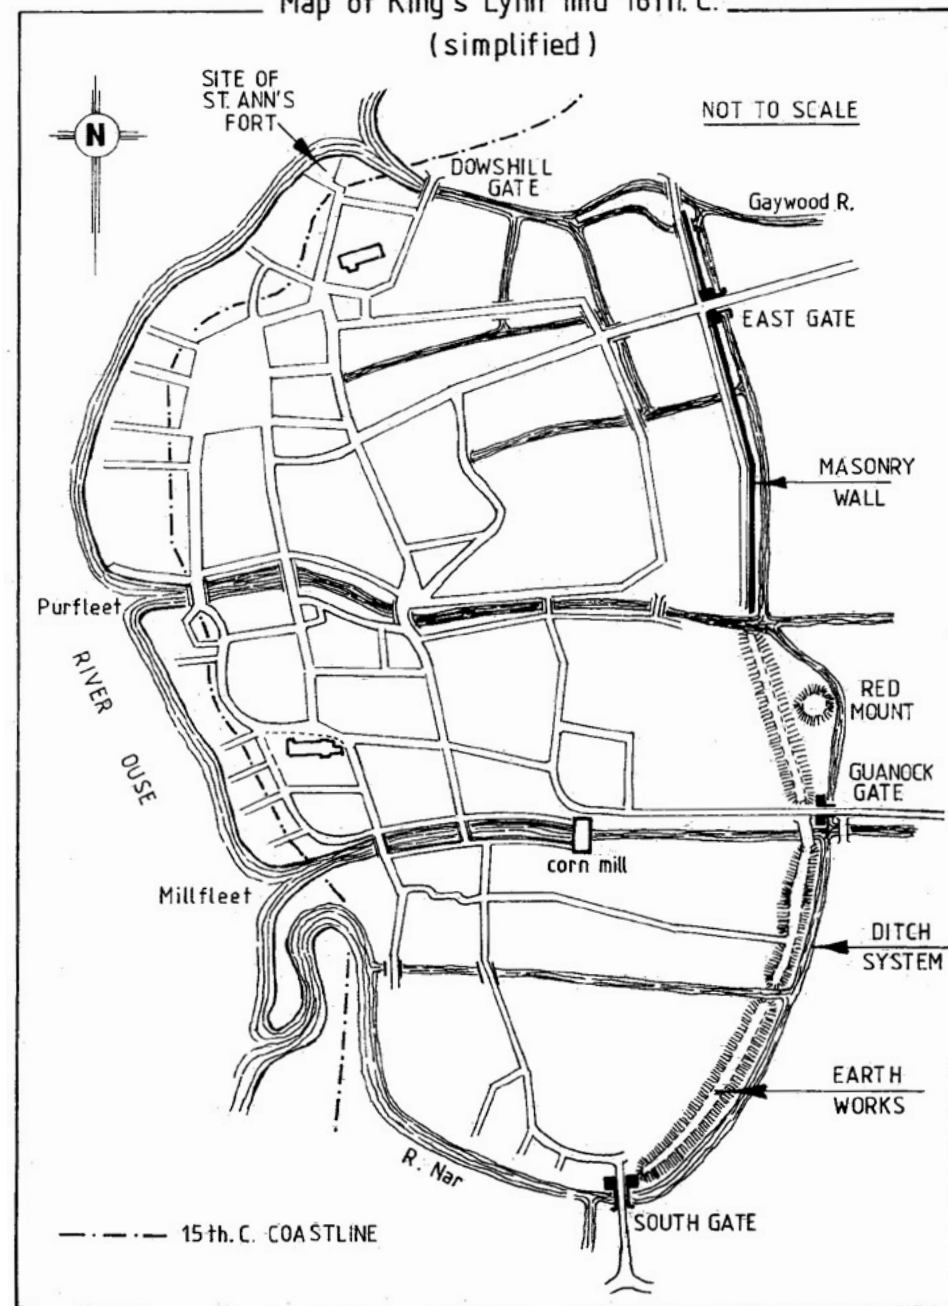 (simplified)
SITE OF
ST. ANN'S
FORT
N
NOT TO SCALE
DOWSHILL
GATE
Gaywood R.
EAST GATE
MASONRY
WALL
Purfleet
RIVER
OUSE
RED
MOUNT
GUANOCK
GATE
corn mill
Millfleet
DITCH
SYSTEM
EARTH
WORKS
R. Nar
SOUTH GATE
15th. C. COASTLINE